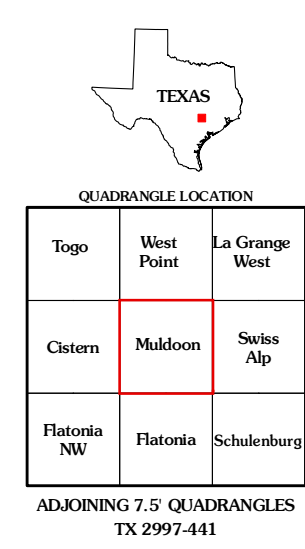 TEXAS
QUADRANGLE LOCATION
Togo
West
Point
La Grange
West
Cistern
Muldoon
Swiss
Alp
Flatonia
NW
Flatonia
Schulenburg
ADJOINING 7.5' QUADRANGLES
TX 2997-441